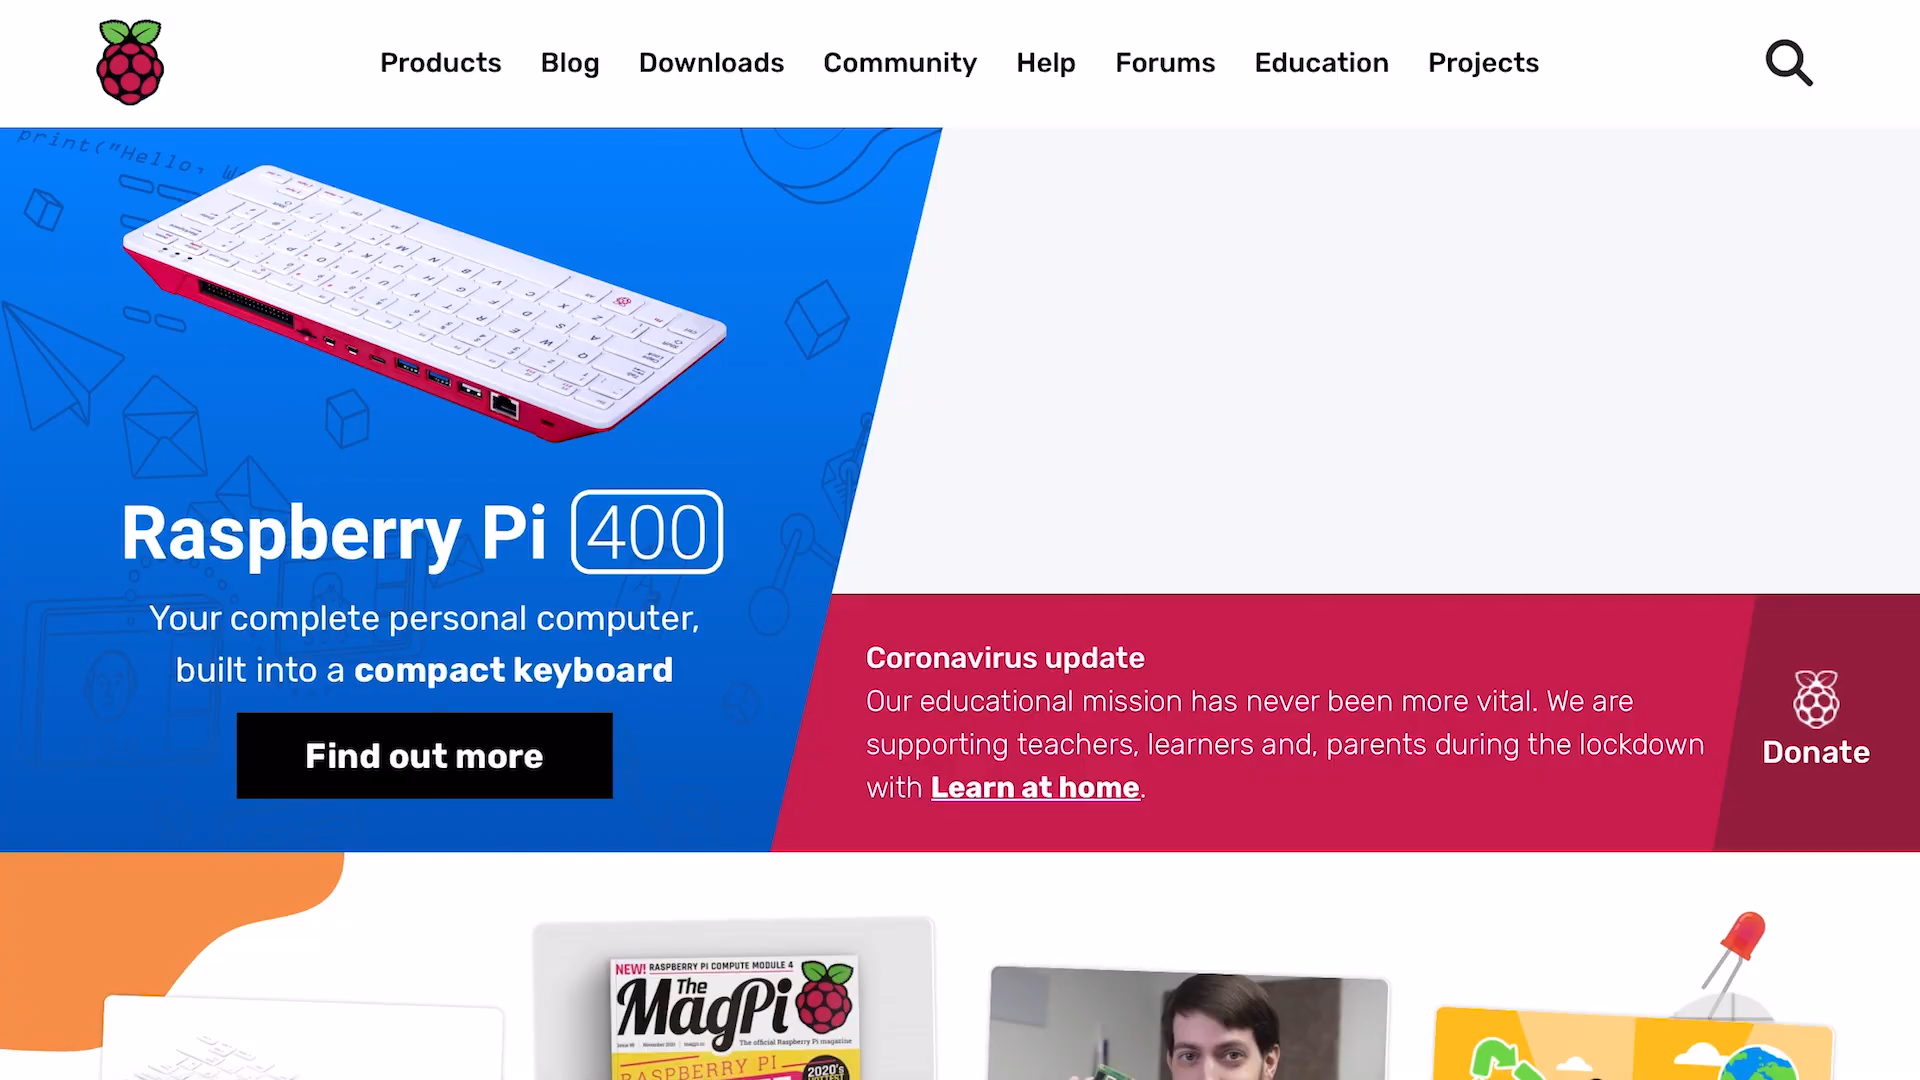 Products Blog Downloads Community Help Forums Education Projects
print("Hello, W
Raspberry Pi 400
Your complete personal computer,
built into a compact keyboard
Find out more
Coronavirus update
Our educational mission has never been more vital. We are
supporting teachers, learners and, parents during the lockdown
with Learn at home.
Donate
NEW! RASPBERRY PI COMPUTE MODULE 4
The
MagPi
The official Raspberry Pi magazine
RASPBERRY PI
2020's
HOTTEST